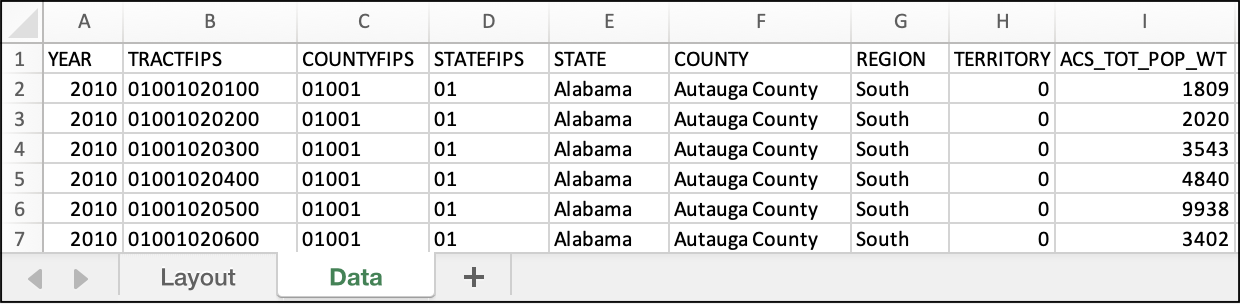 A B C D E F G H I
1 YEAR TRACTFIPS COUNTYFIPS STATEFIPS STATE COUNTY REGION TERRITORY ACS_TOT_POP_WT
2 2010 01001020100 01001 01 Alabama Autauga County South 0 1809
3 2010 01001020200 01001 01 Alabama Autauga County South 0 2020
4 2010 01001020300 01001 01 Alabama Autauga County South 0 3543
5 2010 01001020400 01001 01 Alabama Autauga County South 0 4840
6 2010 01001020500 01001 01 Alabama Autauga County South 0 9938
7 2010 01001020600 01001 01 Alabama Autauga County South 0 3402
Layout Data +